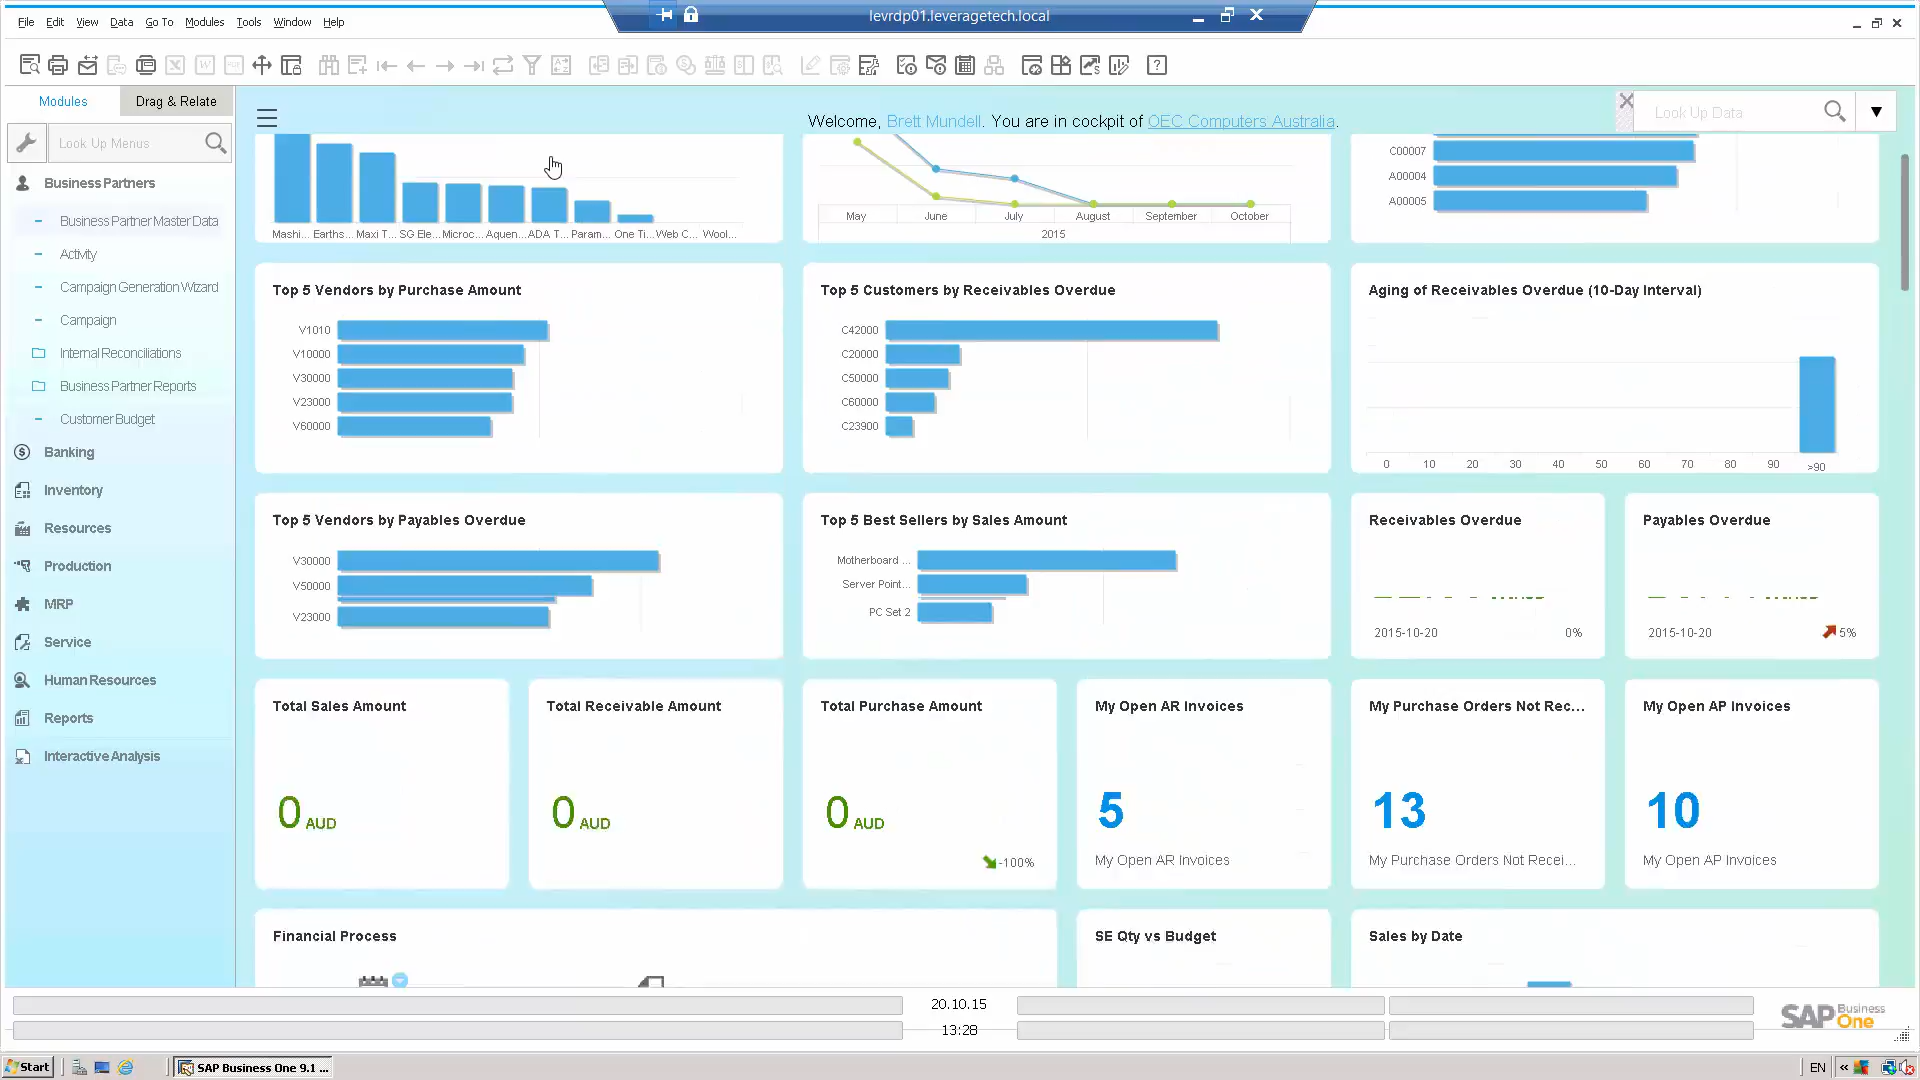 File Edit View Data Go To Modules Tools Window Help
levrdp01.leveragetech.local
Modules Drag & Relate
Welcome, Brett Mundell. You are in cockpit of OEC Computers Australia.
Look Up Data
Look Up Menus
Business Partners
Business Partner Master Data
Activity
Campaign Generation Wizard
Campaign
Internal Reconciliations
Business Partner Reports
Customer Budget
Banking
Inventory
Resources
Production
MRP
Service
Human Resources
Reports
Interactive Analysis
Mashi... Earths... Maxi T... SG Ele... Microc... Aquen... ADA T... Param... One Ti... Web C... Wool...
May June July August September October
2015
C00007
A00004
A00005
Top 5 Vendors by Purchase Amount
V1010
V10000
V30000
V23000
V60000
Top 5 Customers by Receivables Overdue
C42000
C20000
C50000
C60000
C23900
Aging of Receivables Overdue (10-Day Interval)
0 10 20 30 40 50 60 70 80 90 >90
Top 5 Vendors by Payables Overdue
V30000
V50000
V23000
Top 5 Best Sellers by Sales Amount
Motherboard ...
Server Point...
PC Set 2
Receivables Overdue
2015-10-20 0%
Payables Overdue
2015-10-20 5%
Total Sales Amount
0 AUD
Total Receivable Amount
0 AUD
Total Purchase Amount
0 AUD
-100%
My Open AR Invoices
5
My Open AR Invoices
My Purchase Orders Not Rec...
13
My Purchase Orders Not Recei...
My Open AP Invoices
10
My Open AP Invoices
Financial Process
SE Qty vs Budget
Sales by Date
20.10.15
13:28
SAP Business One
Start
SAP Business One 9.1 ...
EN